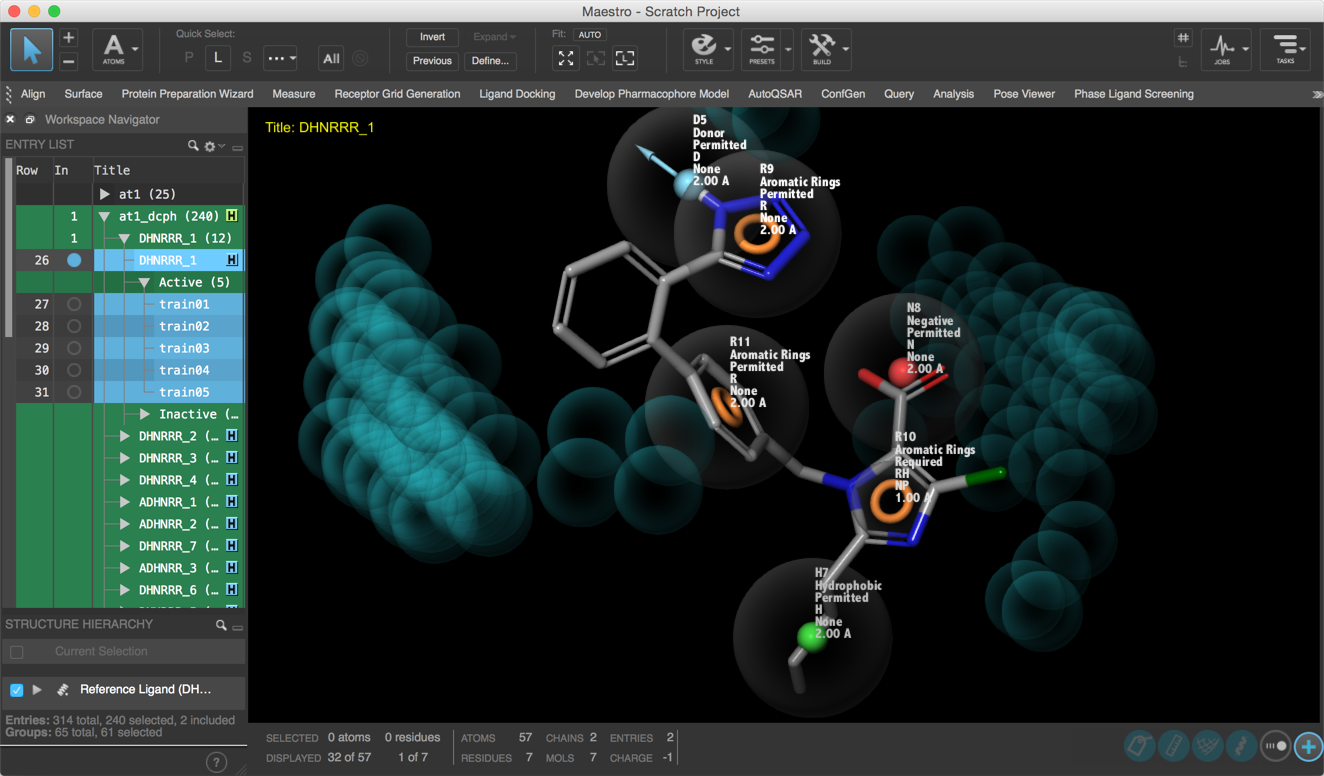 Maestro - Scratch Project
ATOMS
Quick Select:
P L S ... All
Invert Expand
Previous Define...
Fit: AUTO
STYLE PRESETS BUILD
JOBS TASKS
Align Surface Protein Preparation Wizard Measure Receptor Grid Generation Ligand Docking Develop Pharmacophore Model AutoQSAR ConfGen Query Analysis Pose Viewer Phase Ligand Screening
Workspace Navigator
ENTRY LIST
Row In Title
at1 (25)
1 at1_dcph (240) H
1 DHNRRR_1 (12)
26 DHNRRR_1 H
Active (5)
27 train01
28 train02
29 train03
30 train04
31 train05
Inactive (…
DHNRRR_2 (… H
DHNRRR_3 (… H
DHNRRR_4 (… H
ADHNRR_1 (… H
ADHNRR_2 (… H
DHNRRR_7 (… H
ADHNRR_3 (… H
DHNRRR_6 (… H
STRUCTURE HIERARCHY
Current Selection
Reference Ligand (DH...
Entries: 314 total, 240 selected, 2 included
Groups: 65 total, 61 selected
?
Title: DHNRRR_1
D5
Donor
Permitted
D
None
2.00 A
R9
Aromatic Rings
Permitted
R
None
2.00 A
N8
Negative
Permitted
N
None
2.00 A
R11
Aromatic Rings
Permitted
R
None
2.00 A
R10
Aromatic Rings
Required
RH
NP
1.00 A
H7
Hydrophobic
Permitted
H
None
2.00 A
SELECTED 0 atoms 0 residues ATOMS 57 CHAINS 2 ENTRIES 2
DISPLAYED 32 of 57 1 of 7 RESIDUES 7 MOLS 7 CHARGE -1